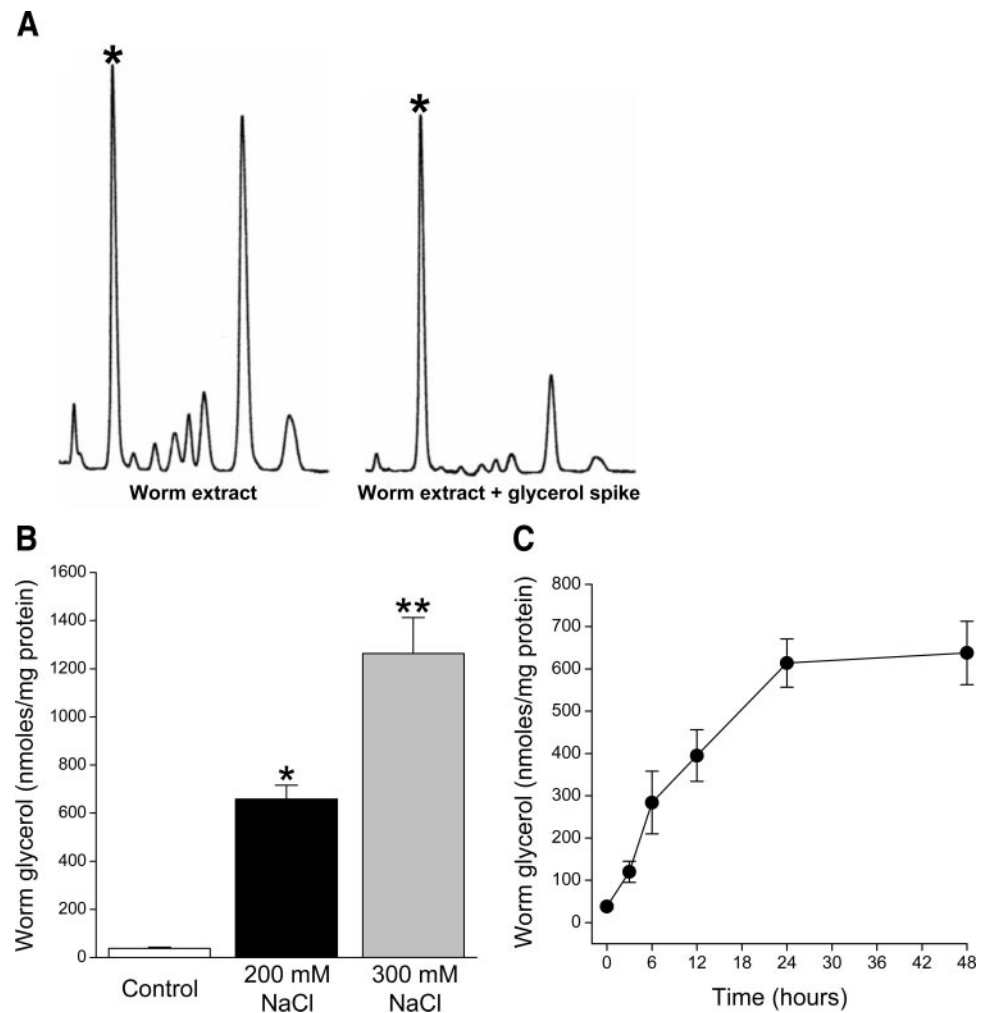 A
*
*
Worm extract
Worm extract + glycerol spike
B
Worm glycerol (nmoles/mg protein)
1600
1400
1200
1000
800
600
400
200
0
*
**
Control
200 mM
NaCl
300 mM
NaCl
C
Worm glycerol (nmoles/mg protein)
800
700
600
500
400
300
200
100
0
0 6 12 18 24 30 36 42 48
Time (hours)